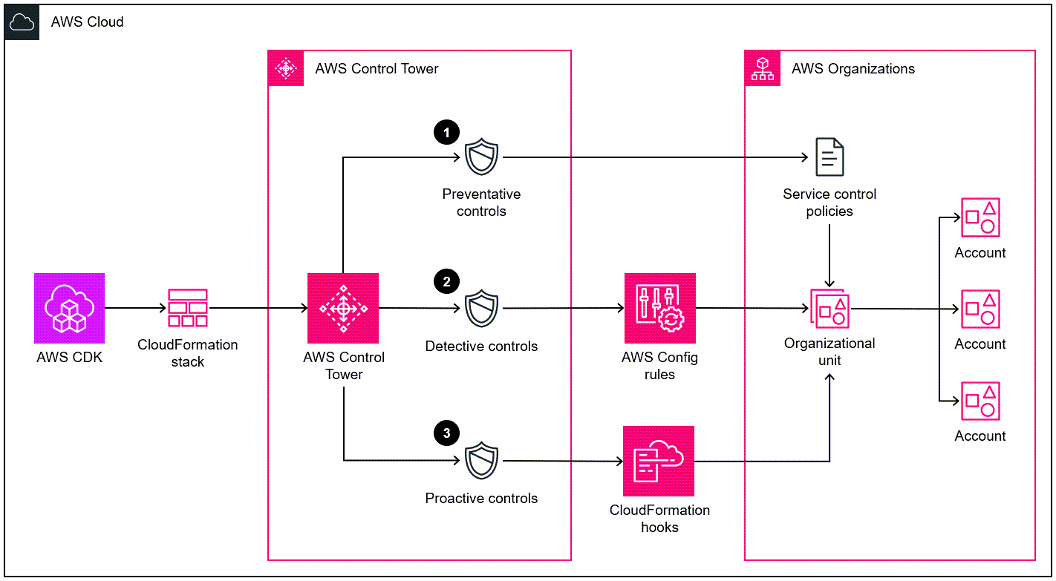 AWS Cloud
AWS Control Tower
AWS Organizations
1
Preventative
controls
Service control
policies
Account
2
AWS CDK
CloudFormation
stack
AWS Control
Tower
Detective controls
AWS Config
rules
Organizational
unit
Account
3
Proactive controls
CloudFormation
hooks
Account